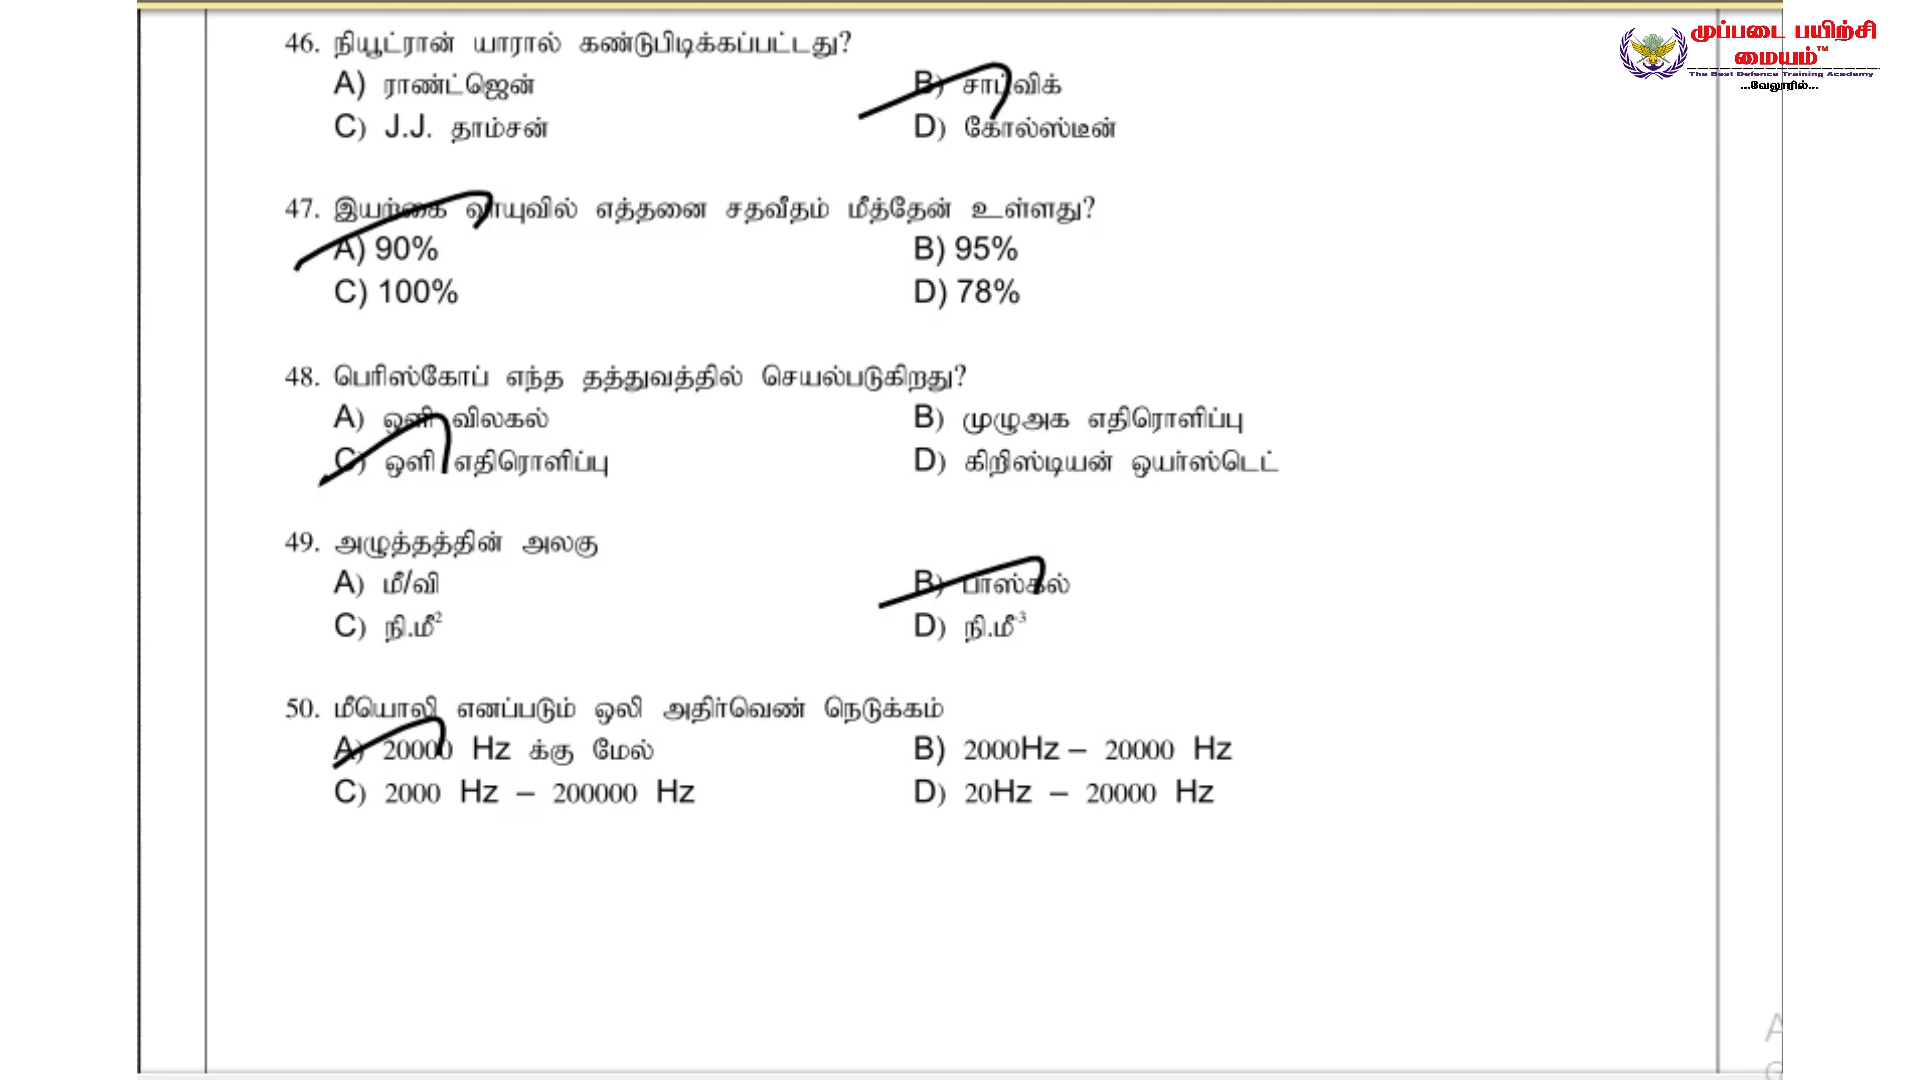 முப்படை பயிற்சி
மையம்™
The Best Defence Training Academy
...வேலூரில்...
46. நியூட்ரான் யாரால் கண்டுபிடிக்கப்பட்டது?
A) ராண்ட்ஜென் B) சாட்விக்
C) J.J. தாம்சன் D) கோல்ஸ்டீன்
47. இயற்கை வாயுவில் எத்தனை சதவீதம் மீத்தேன் உள்ளது?
A) 90% B) 95%
C) 100% D) 78%
48. பெரிஸ்கோப் எந்த தத்துவத்தில் செயல்படுகிறது?
A) ஒளி விலகல் B) முழுஅக எதிரொளிப்பு
C) ஒளி எதிரொளிப்பு D) கிறிஸ்டியன் ஒயர்ஸ்டெட்
49. அழுத்தத்தின் அலகு
A) மீ/வி B) பாஸ்கல்
C) நி.மீ² D) நி.மீ³
50. மீயொலி எனப்படும் ஒலி அதிர்வெண் நெடுக்கம்
A) 20000 Hz க்கு மேல் B) 2000Hz – 20000 Hz
C) 2000 Hz – 200000 Hz D) 20Hz – 20000 Hz